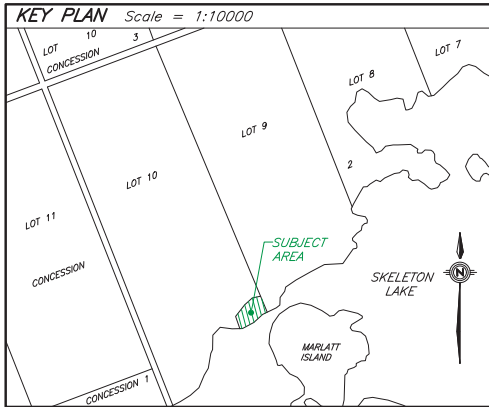 KEY PLAN Scale = 1:10000
LOT 10 3
CONCESSION
LOT 7
LOT 8
LOT 9
2
LOT 10
LOT 11
CONCESSION
SUBJECT
AREA
SKELETON
LAKE
N
MARLATT
ISLAND
CONCESSION 1